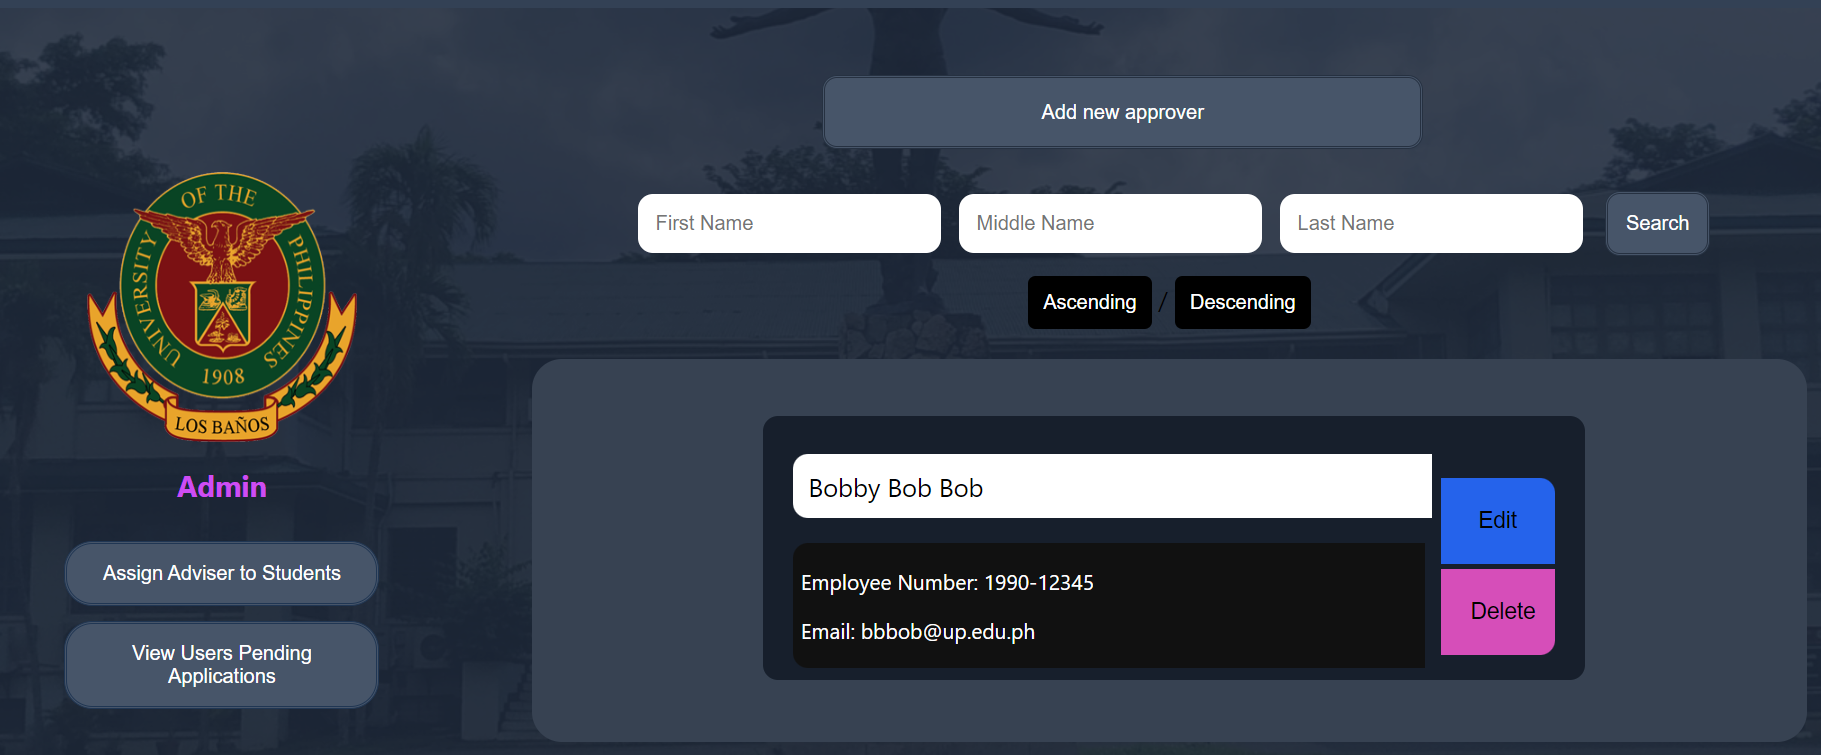 UNIVERSITY OF THE PHILIPPINES
1908
LOS BAÑOS
Admin
Assign Adviser to Students
View Users Pending
Applications
Add new approver
First Name
Middle Name
Last Name
Search
Ascending / Descending
Bobby Bob Bob
Employee Number: 1990-12345
Email: bbbob@up.edu.ph
Edit
Delete